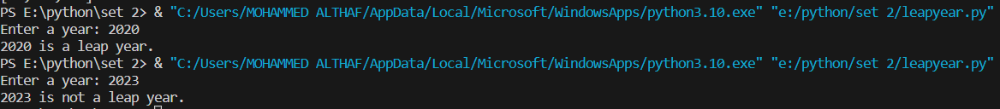 PS E:\python\set 2> & "C:/Users/MOHAMMED ALTHAF/AppData/Local/Microsoft/WindowsApps/python3.10.exe" "e:/python/set 2/leapyear.py"
Enter a year: 2020
2020 is a leap year.
PS E:\python\set 2> & "C:/Users/MOHAMMED ALTHAF/AppData/Local/Microsoft/WindowsApps/python3.10.exe" "e:/python/set 2/leapyear.py"
Enter a year: 2023
2023 is not a leap year.